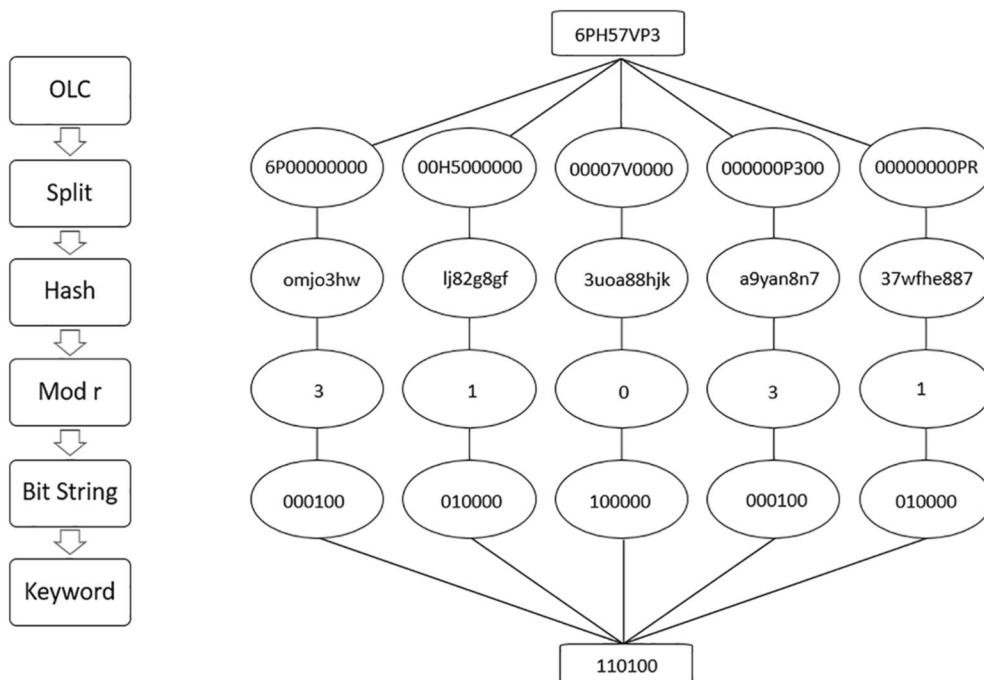 OLC
Split
Hash
Mod r
Bit String
Keyword
6PH57VP3
6P00000000 00H5000000 00007V0000 000000P300 00000000PR
omjo3hw lj82g8gf 3uoa88hjk a9yan8n7 37wfhe887
3 1 0 3 1
000100 010000 100000 000100 010000
110100